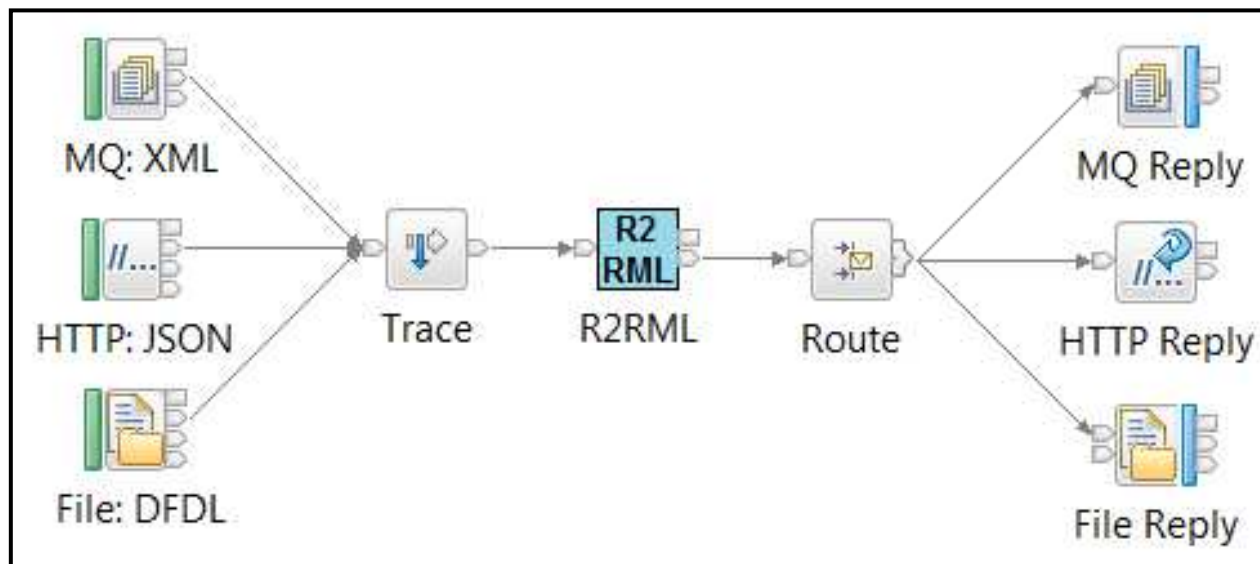 MQ: XML
MQ Reply
//...
R2
RML
//...
HTTP: JSON
Trace
R2RML
Route
HTTP Reply
File: DFDL
File Reply